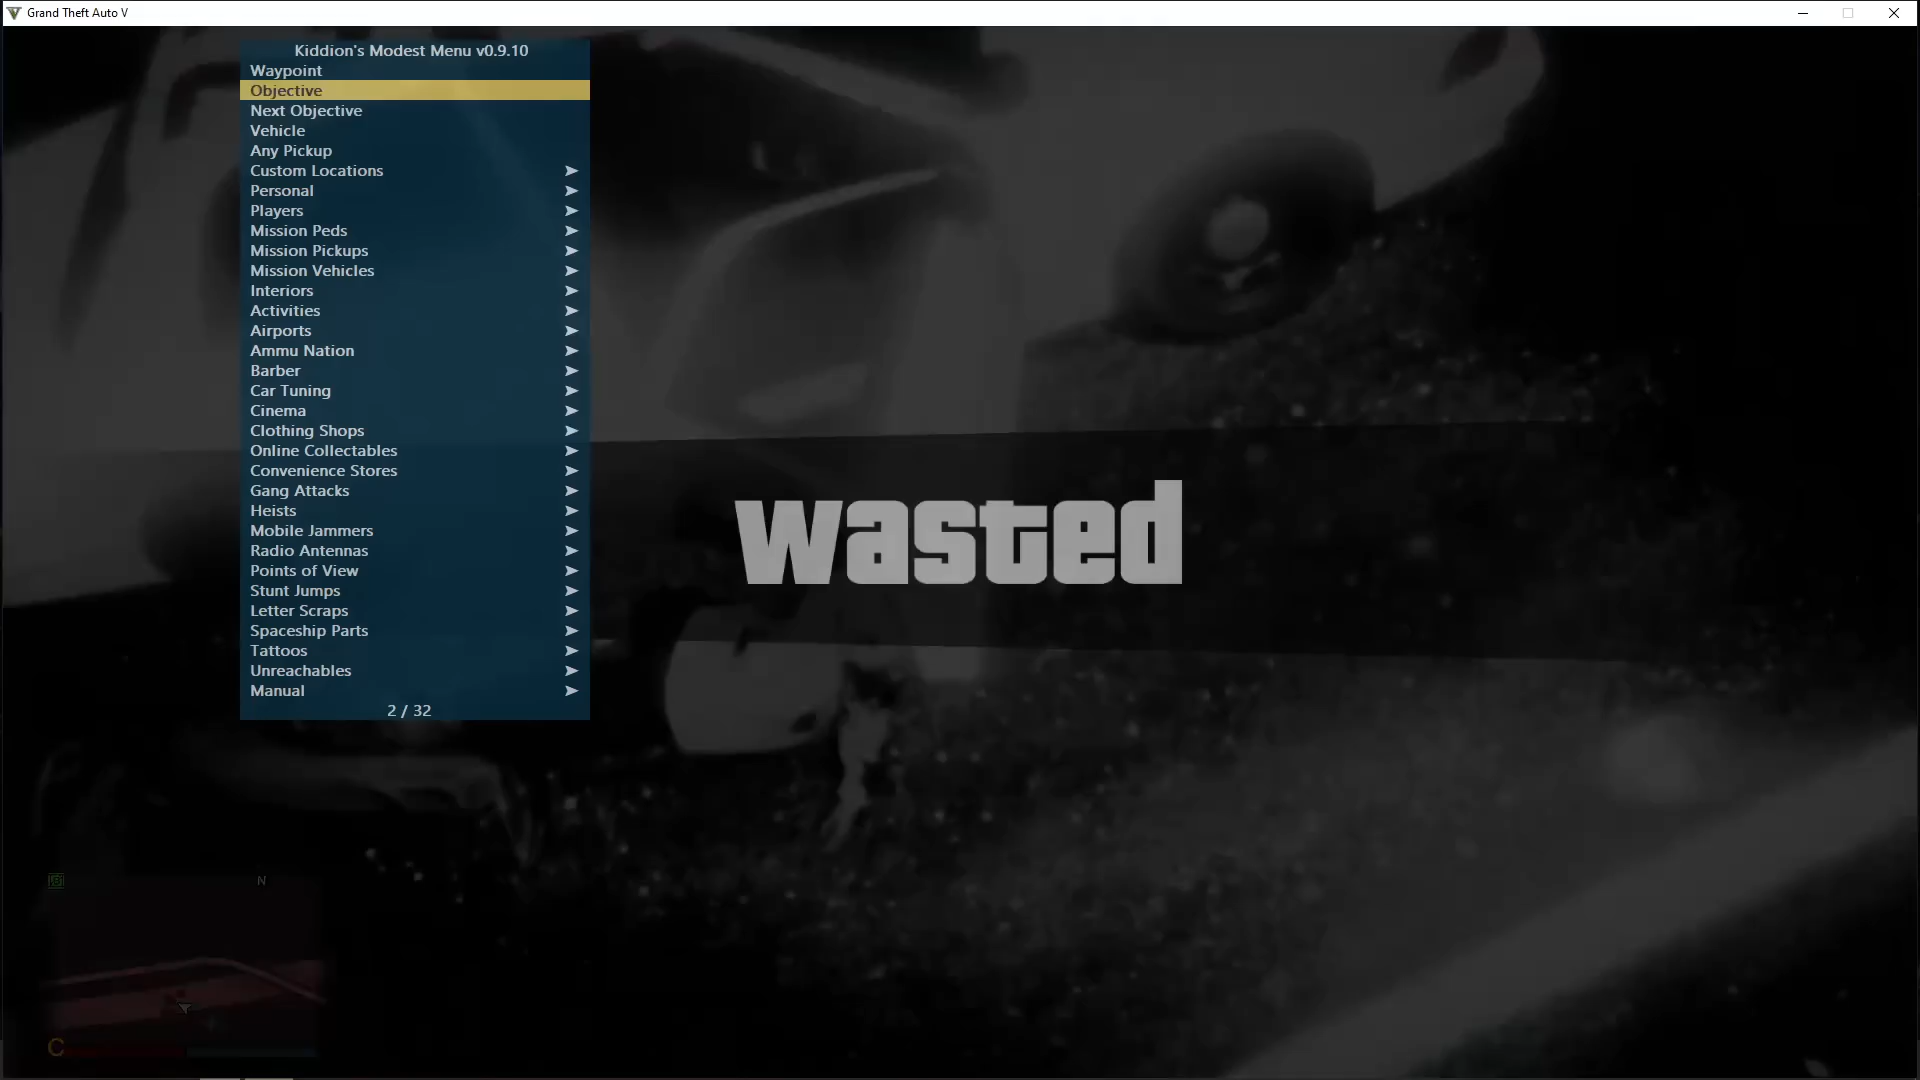 Grand Theft Auto V
Kiddion's Modest Menu v0.9.10
Waypoint
Objective
Next Objective
Vehicle
Any Pickup
Custom Locations
Personal
Players
Mission Peds
Mission Pickups
Mission Vehicles
Interiors
Activities
Airports
Ammu Nation
Barber
Car Tuning
Cinema
Clothing Shops
Online Collectables
Convenience Stores
Gang Attacks
Heists
Mobile Jammers
Radio Antennas
Points of View
Stunt Jumps
Letter Scraps
Spaceship Parts
Tattoos
Unreachables
Manual
2 / 32
wasted
N
C